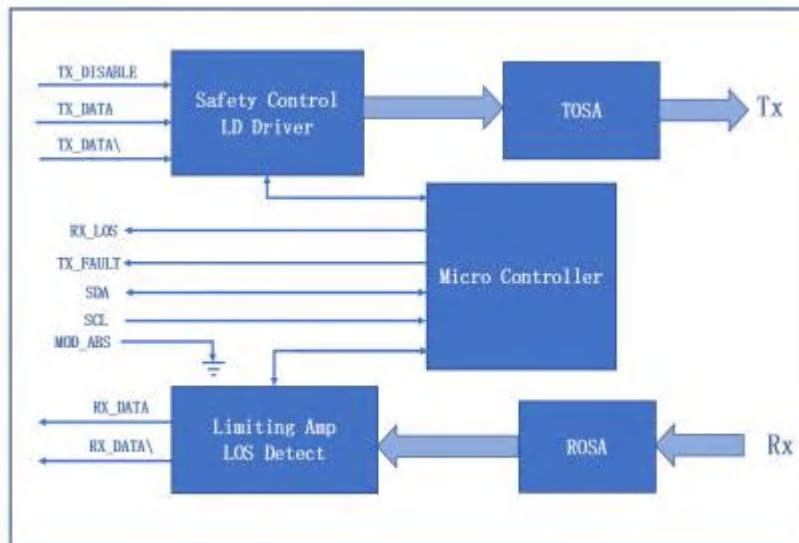 TX_DISABLE
TX_DATA
TX_DATA\
Safety Control
LD Driver
TOSA
Tx
RX_LOS
TX_FAULT
SDA
SCL
MOD_ABS
Micro Controller
RX_DATA
RX_DATA\
Limiting Amp
LOS Detect
ROSA
Rx